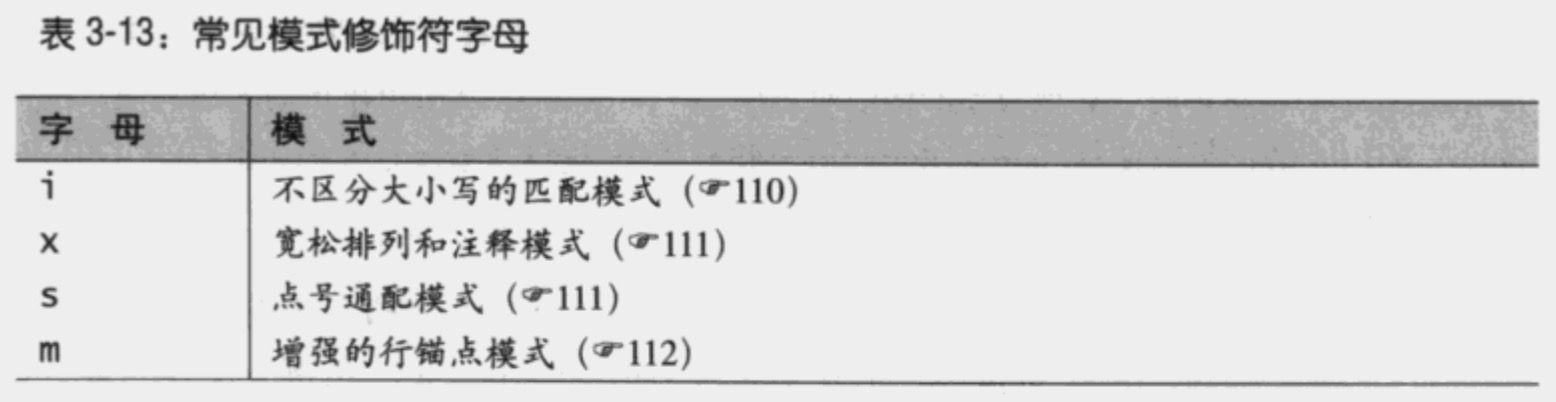 表 3-13：常见模式修饰符字母
字 母 模 式
i 不区分大小写的匹配模式（☞110）
x 宽松排列和注释模式（☞111）
s 点号通配模式（☞111）
m 增强的行锚点模式（☞112）